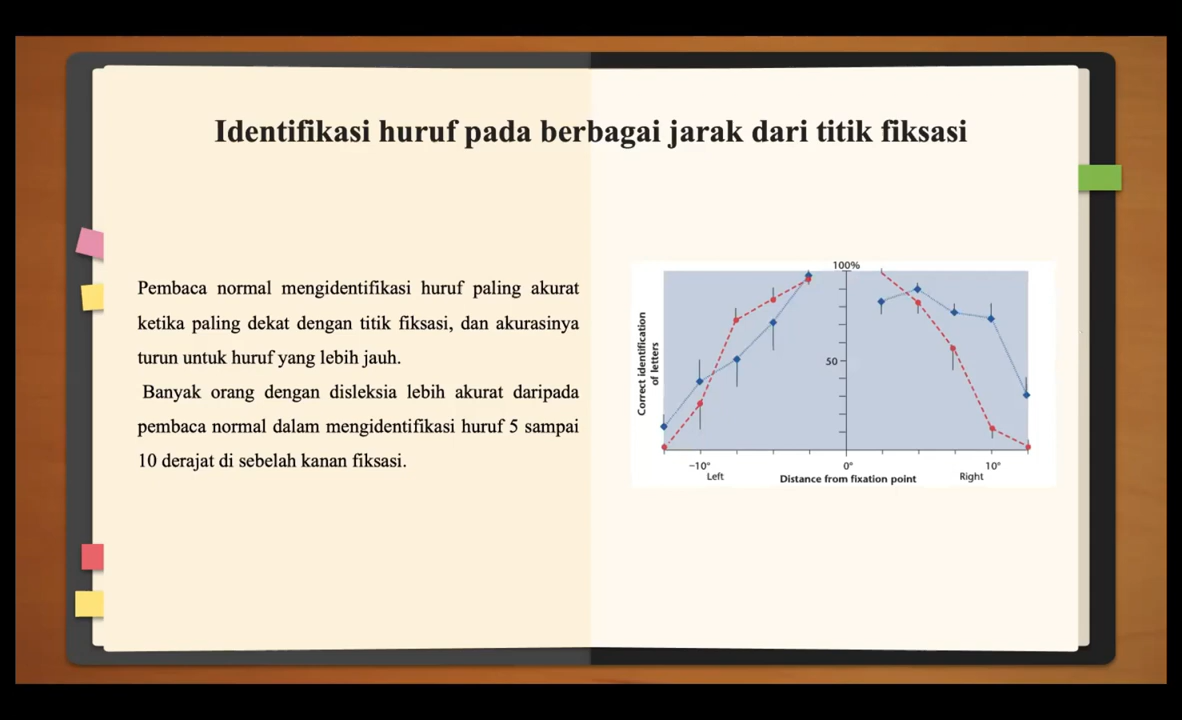 Identifikasi huruf pada berbagai jarak dari titik fiksasi
Pembaca normal mengidentifikasi huruf paling akurat
ketika paling dekat dengan titik fiksasi, dan akurasinya
turun untuk huruf yang lebih jauh.
Banyak orang dengan disleksia lebih akurat daripada
pembaca normal dalam mengidentifikasi huruf 5 sampai
10 derajat di sebelah kanan fiksasi.
100%
Correct identification
of letters
50
−10° 0° 10°
Left Distance from fixation point Right